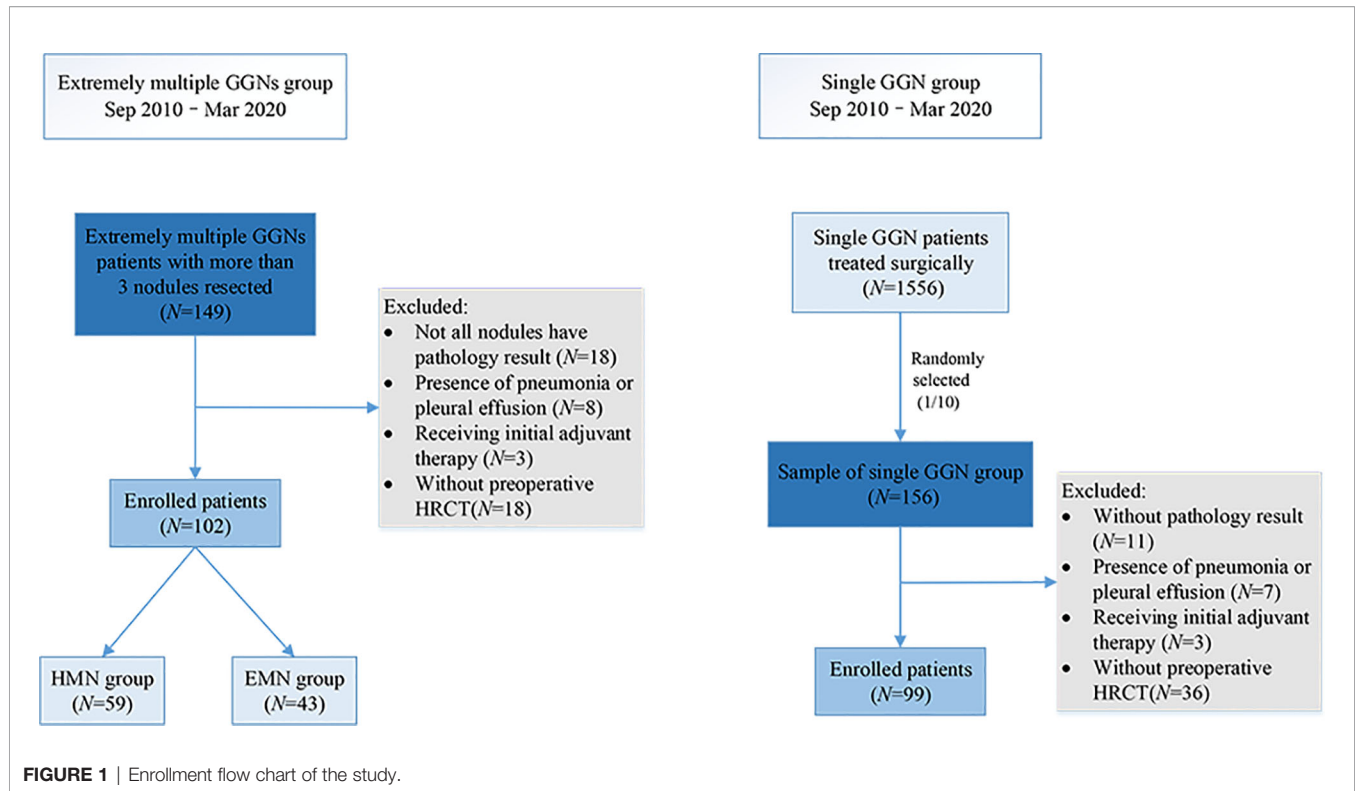 Extremely multiple GGNs group
Sep 2010 - Mar 2020
Extremely multiple GGNs
patients with more than
3 nodules resected
(N=149)
Excluded:
• Not all nodules have
pathology result (N=18)
• Presence of pneumonia or
pleural effusion (N=8)
• Receiving initial adjuvant
therapy (N=3)
• Without preoperative
HRCT(N=18)
Enrolled patients
(N=102)
HMN group
(N=59)
EMN group
(N=43)
Single GGN group
Sep 2010 - Mar 2020
Single GGN patients
treated surgically
(N=1556)
Randomly
selected
(1/10)
Sample of single GGN group
(N=156)
Excluded:
• Without pathology result
(N=11)
• Presence of pneumonia or
pleural effusion (N=7)
• Receiving initial adjuvant
therapy (N=3)
• Without preoperative
HRCT(N=36)
Enrolled patients
(N=99)
FIGURE 1 | Enrollment flow chart of the study.